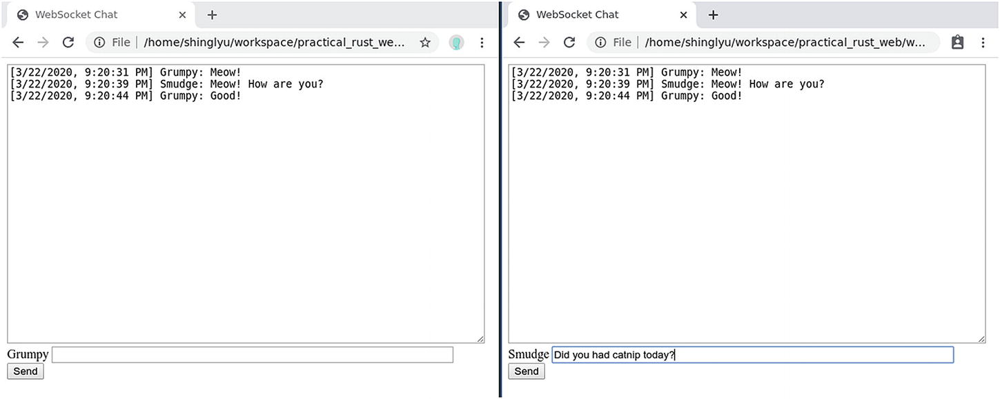 WebSocket Chat
File
/home/shinglyu/workspace/practical_rust_we...
[3/22/2020, 9:20:31 PM] Grumpy: Meow!
[3/22/2020, 9:20:39 PM] Smudge: Meow! How are you?
[3/22/2020, 9:20:44 PM] Grumpy: Good!
Grumpy
Send
WebSocket Chat
File
/home/shinglyu/workspace/practical_rust_web/w...
[3/22/2020, 9:20:31 PM] Grumpy: Meow!
[3/22/2020, 9:20:39 PM] Smudge: Meow! How are you?
[3/22/2020, 9:20:44 PM] Grumpy: Good!
Smudge Did you had catnip today?
Send